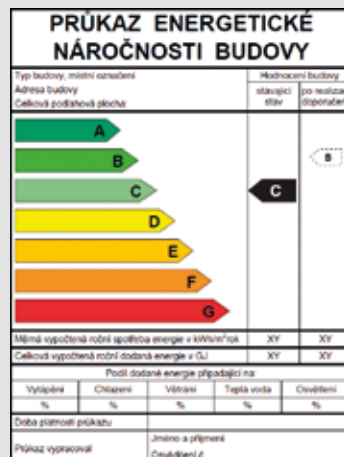 PRŮKAZ ENERGETICKÉ
NÁROČNOSTI BUDOVY
Typ budovy, místní označení
Adresa budovy
Celková podlahová plocha:
Hodnocení budovy
stávající
stav
po realizaci
doporučení
A
B
C
D
E
F
G
B
C
Měrná vypočtená roční spotřeba energie v kWh/m²rok XY XY
Celková vypočtená roční dodaná energie v GJ XY XY
Podíl dodané energie připadající na:
Vytápění Chlazení Větrání Teplá voda Osvětlení
% % % % %
Doba platnosti průkazu
Průkaz vypracoval
Jméno a příjmení
Osvědčení č.